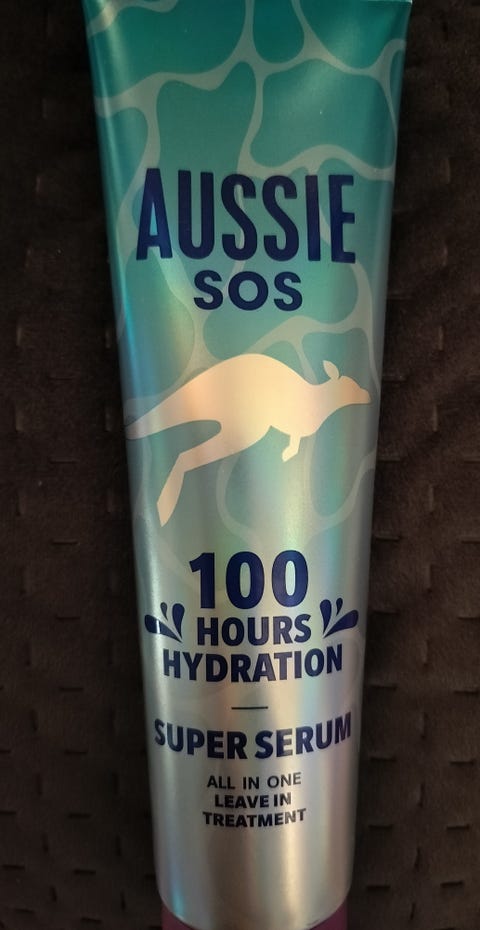 AUSSIE
SOS
100
HOURS
HYDRATION
SUPER SERUM
ALL IN ONE
LEAVE IN
TREATMENT